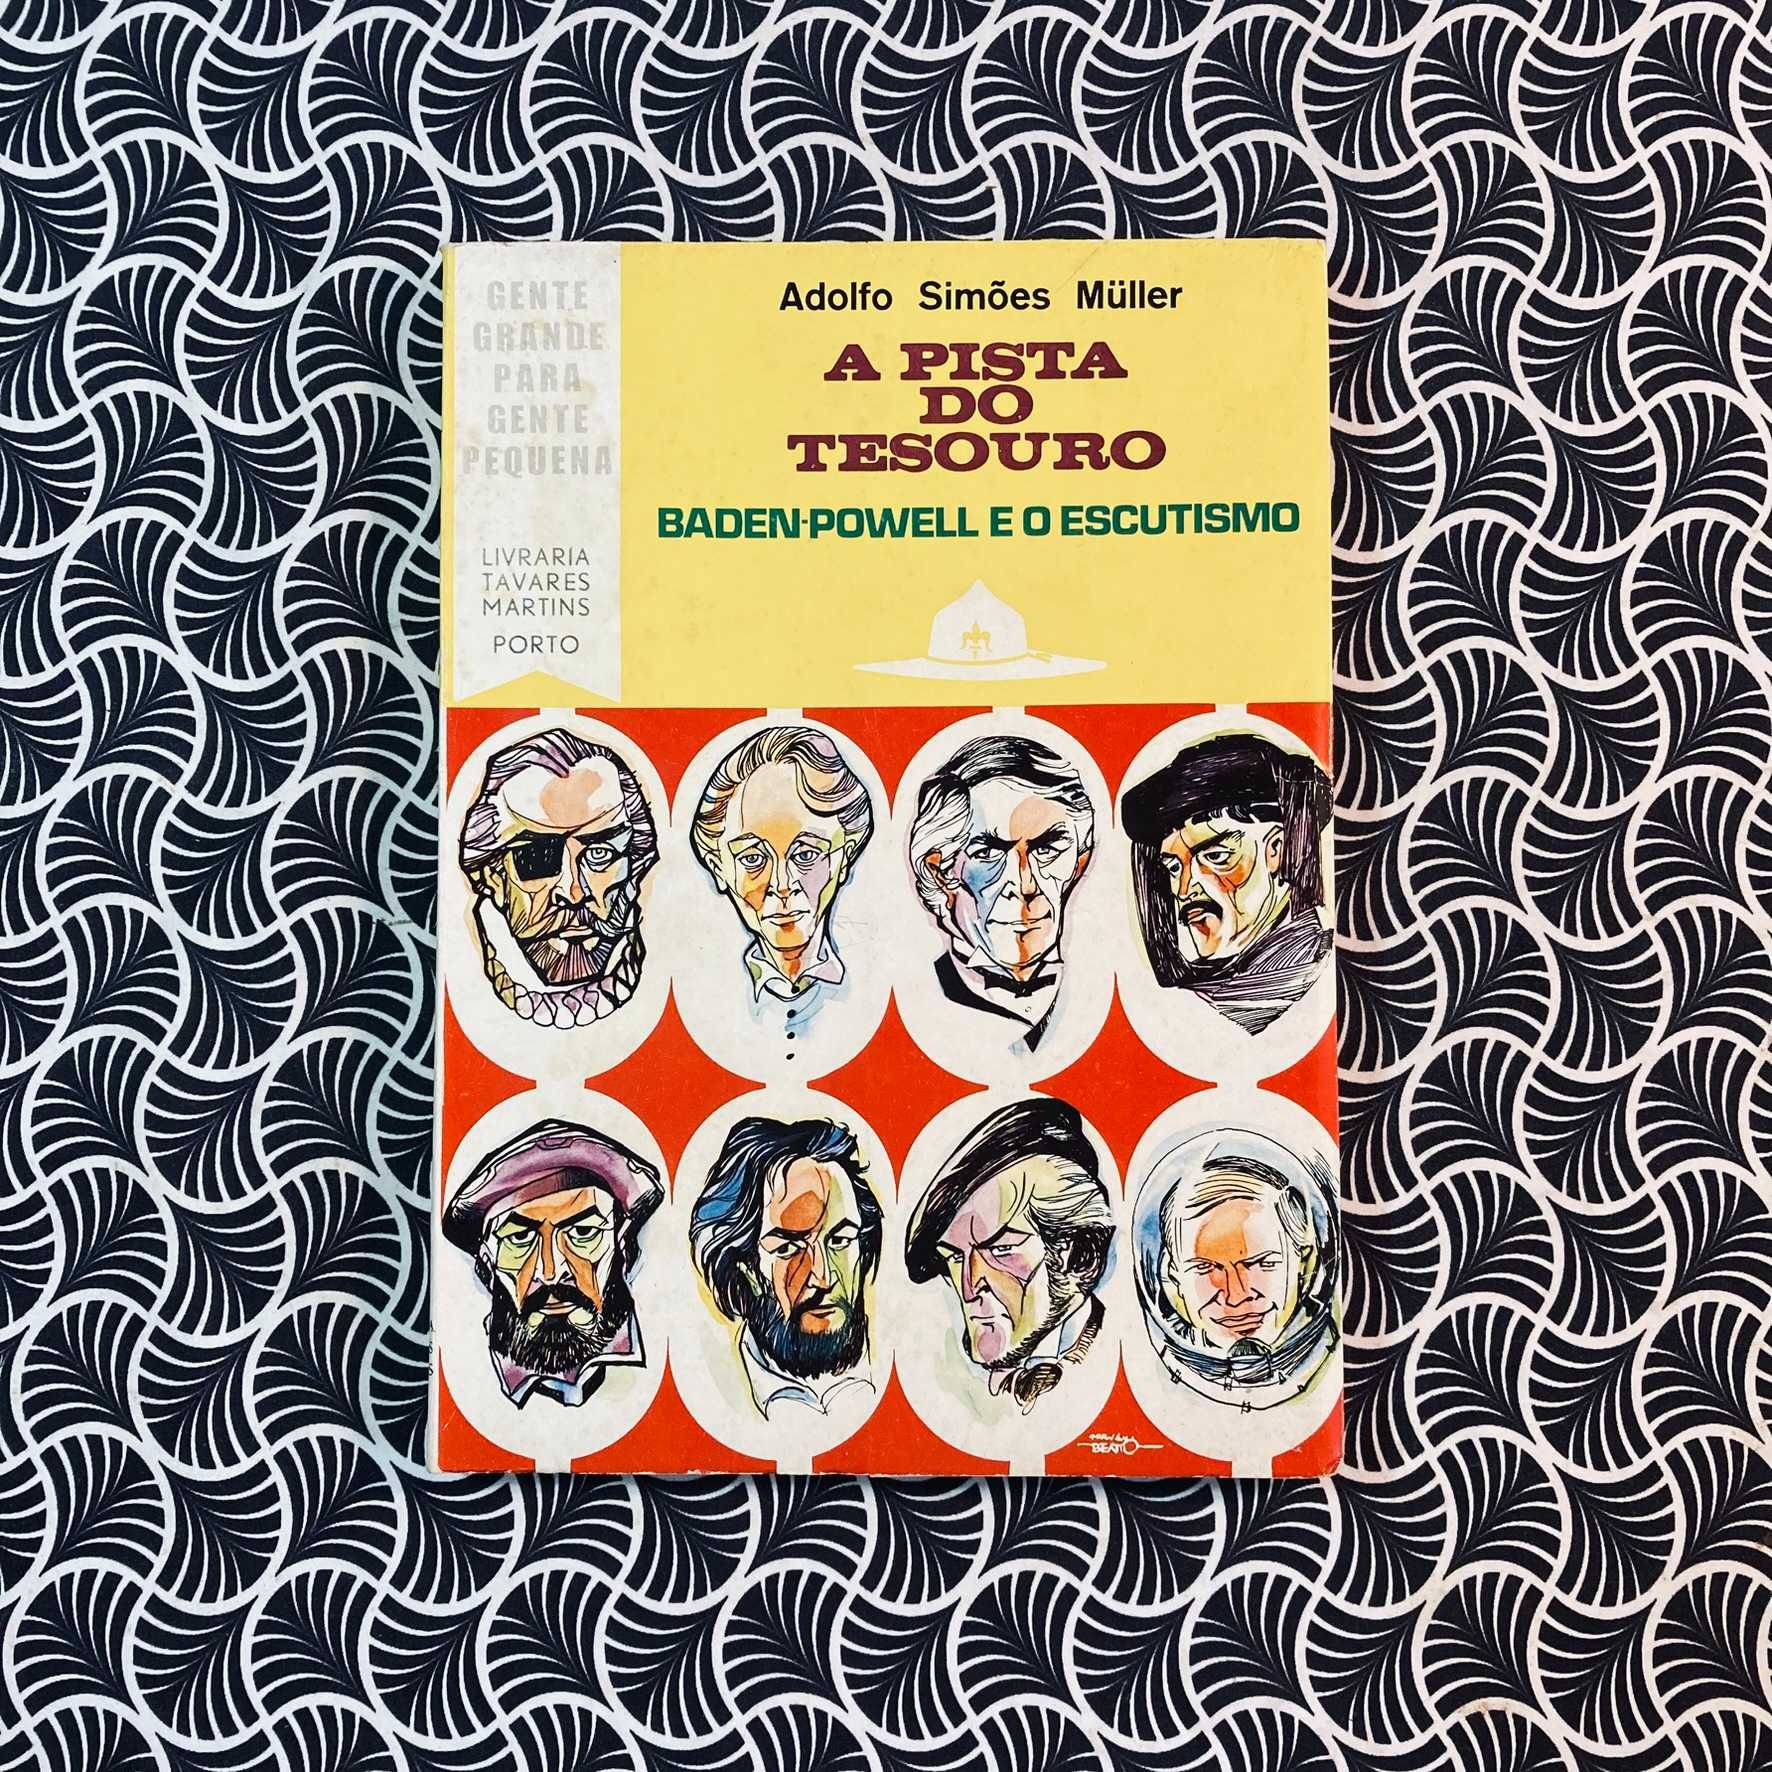 GENTE
GRANDE
PARA
GENTE
PEQUENA
LIVRARIA
TAVARES
MARTINS
PORTO
Adolfo Simões Müller
A PISTA
DO
TESOURO
BADEN-POWELL E O ESCUTISMO